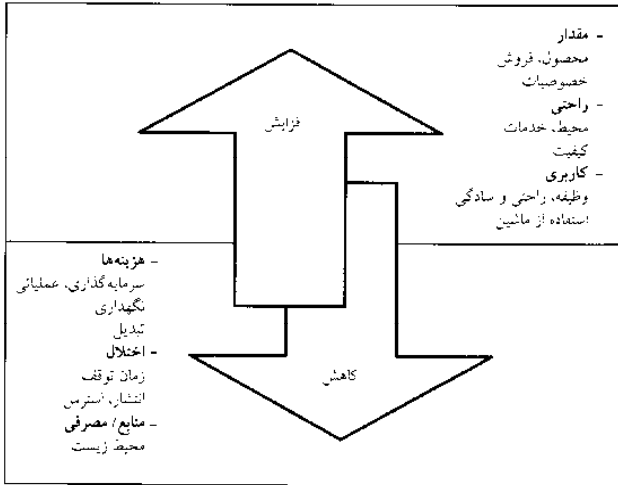 - مقدار
محصول، فروش
خصوصیات
- راحتی
محیط، خدمات
کیفیت
- کاربری
وظیفه، راحتی و سادگی
استفاده از ماشین
فزایش
- هزینه‌ها
سرمایه‌گذاری، عملیاتی
نگهداری
تبدیل
- اختلال
زمان توقف
انتشار، استرس
- منابع / مصرفی
محیط زیست
کاهش